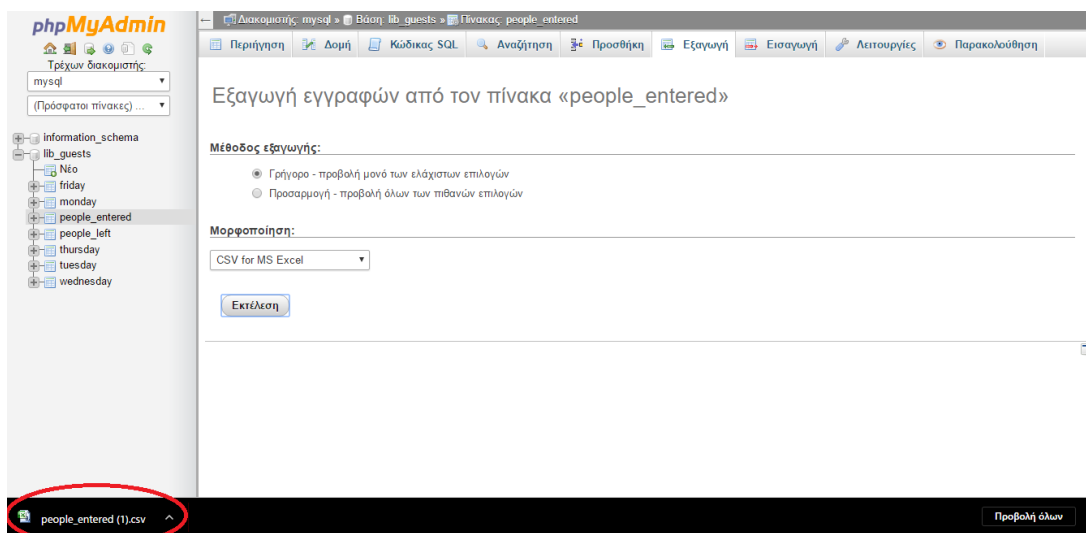 phpMyAdmin
Τρέχων διακομιστής:
mysql
(Πρόσφατοι πίνακες) ...
information_schema
lib_guests
Νέο
friday
monday
people_entered
people_left
thursday
tuesday
wednesday
Διακομιστής: mysql » Βάση: lib_guests » Πίνακας: people_entered
Περιήγηση Δομή Κώδικας SQL Αναζήτηση Προσθήκη Εξαγωγή Εισαγωγή Λειτουργίες Παρακολούθηση
Εξαγωγή εγγραφών από τον πίνακα «people_entered»
Μέθοδος εξαγωγής:
Γρήγορο - προβολή μονό των ελάχιστων επιλογών
Προσαρμογή - προβολή όλων των πιθανών επιλογών
Μορφοποίηση:
CSV for MS Excel
Εκτέλεση
people_entered (1).csv
Προβολή όλων